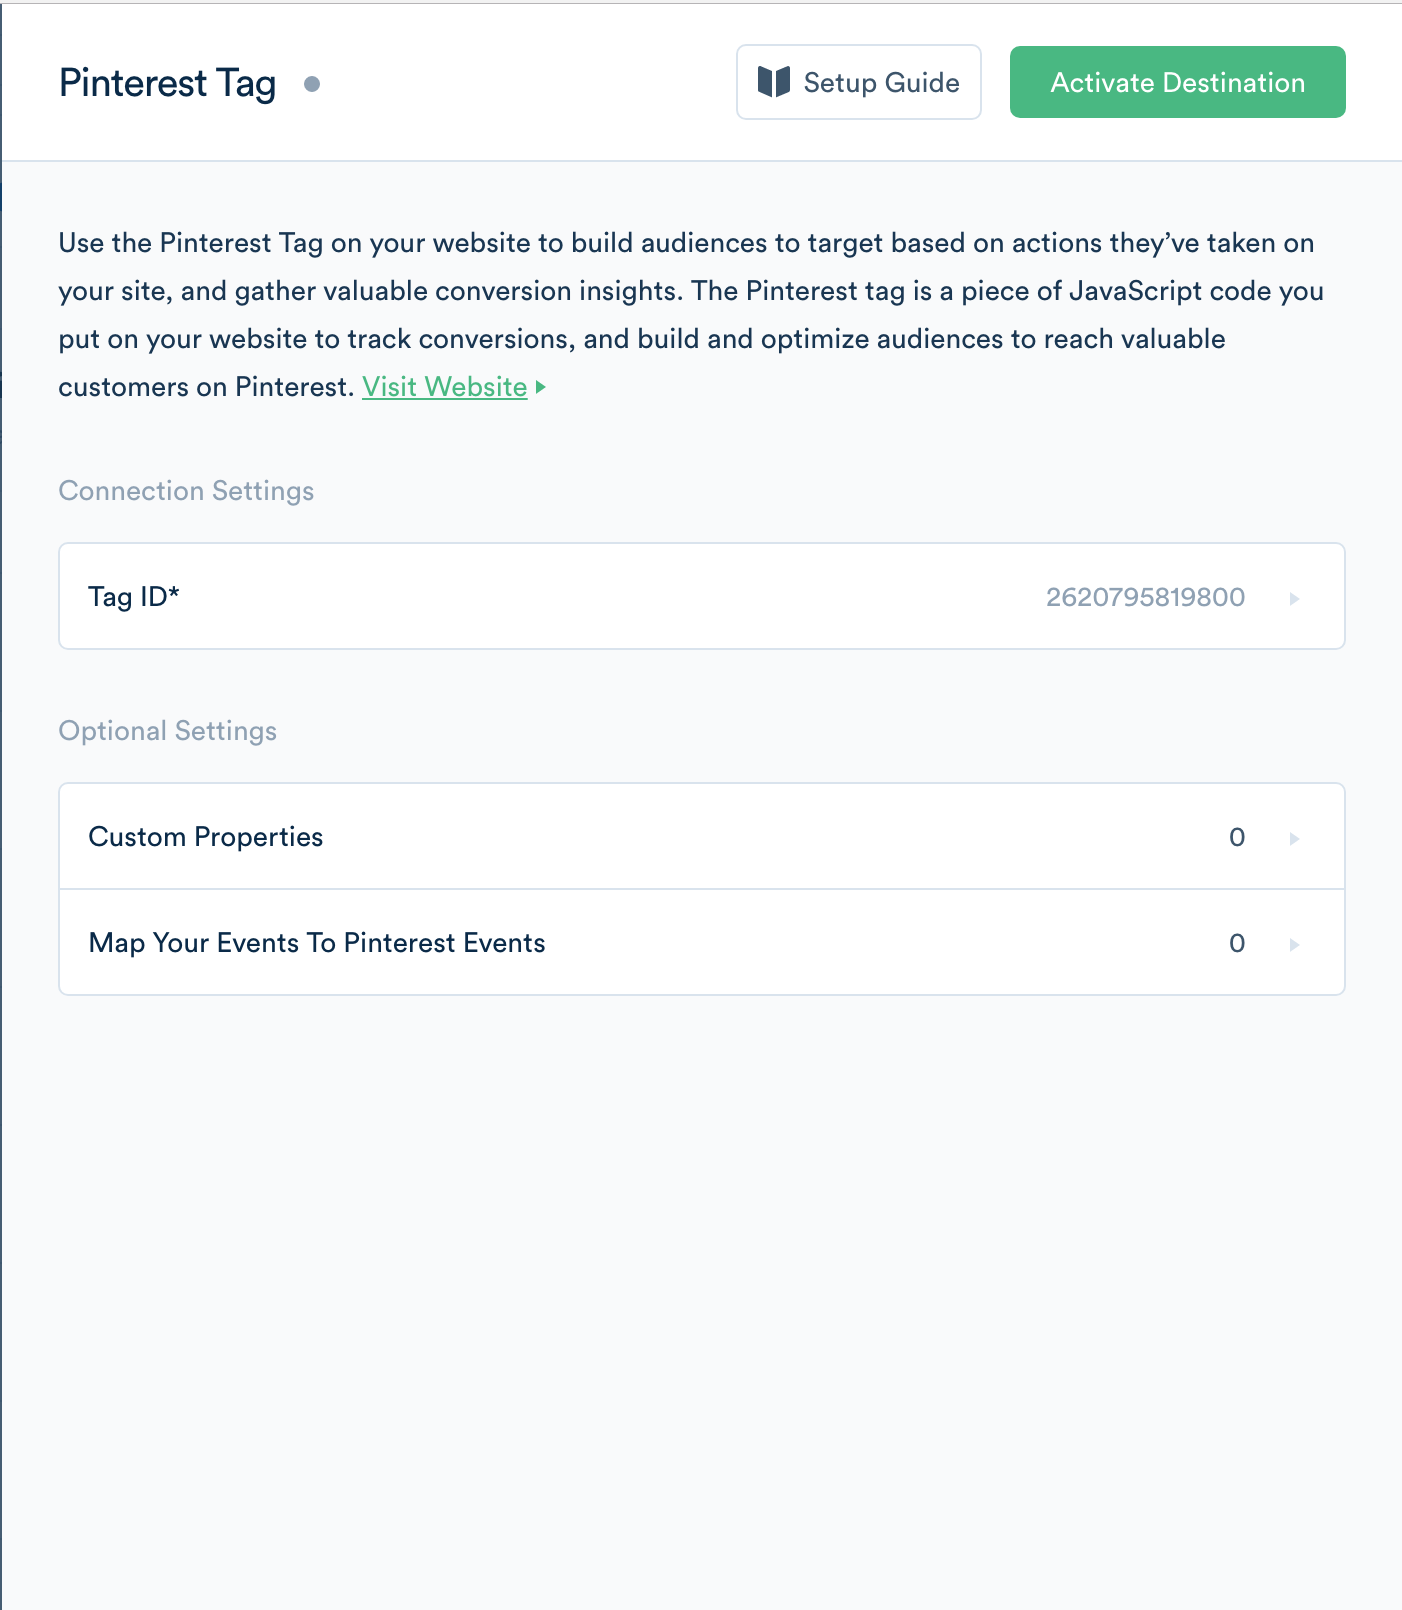 Pinterest Tag
Setup Guide
Activate Destination
Use the Pinterest Tag on your website to build audiences to target based on actions they’ve taken on
your site, and gather valuable conversion insights. The Pinterest tag is a piece of JavaScript code you
put on your website to track conversions, and build and optimize audiences to reach valuable
customers on Pinterest. Visit Website
Connection Settings
Tag ID* 2620795819800
Optional Settings
Custom Properties 0
Map Your Events To Pinterest Events 0